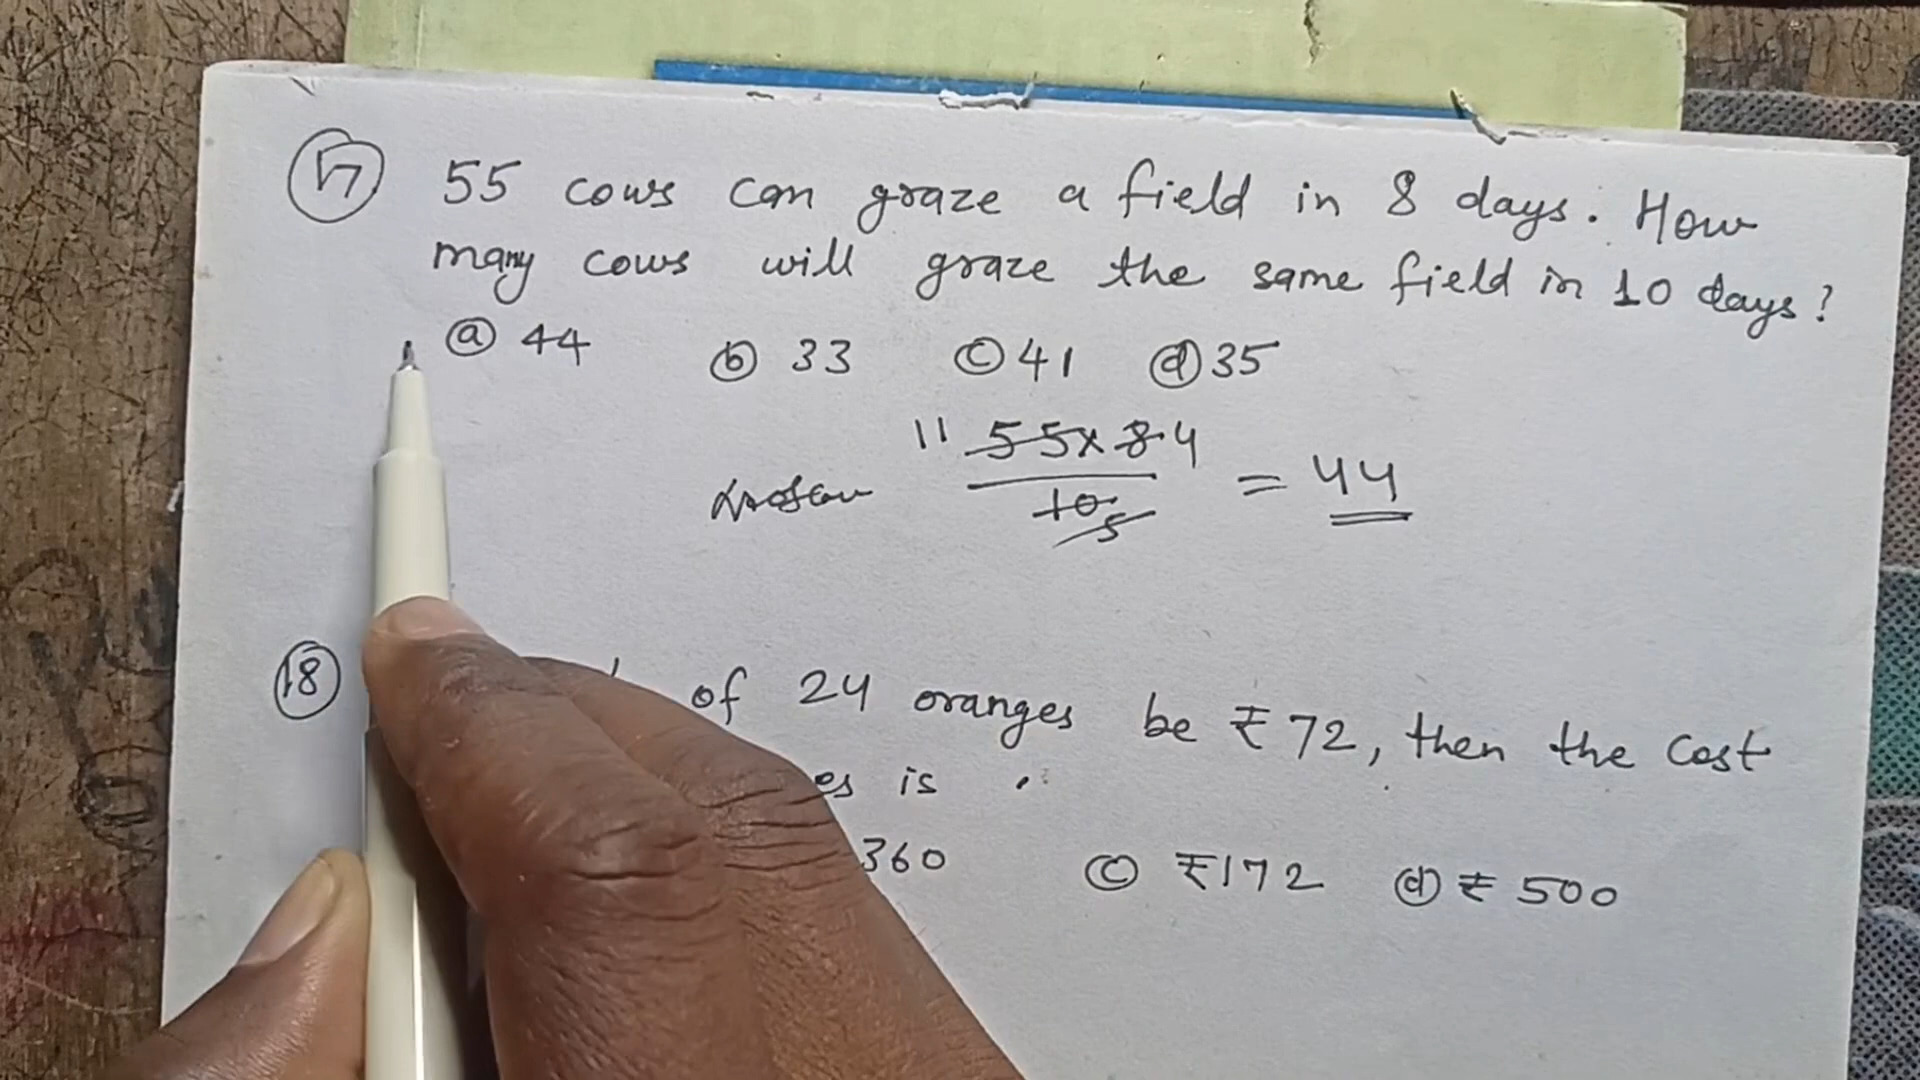 17 55 cows can graze a field in 8 days. How
many cows will graze the same field in 10 days?
a 44 b 33 c 41 d 35
11 55x8 4
10
5
= 44
18 of 24 oranges be ₹72, then the cost
es is .
360 c ₹172 d ₹500